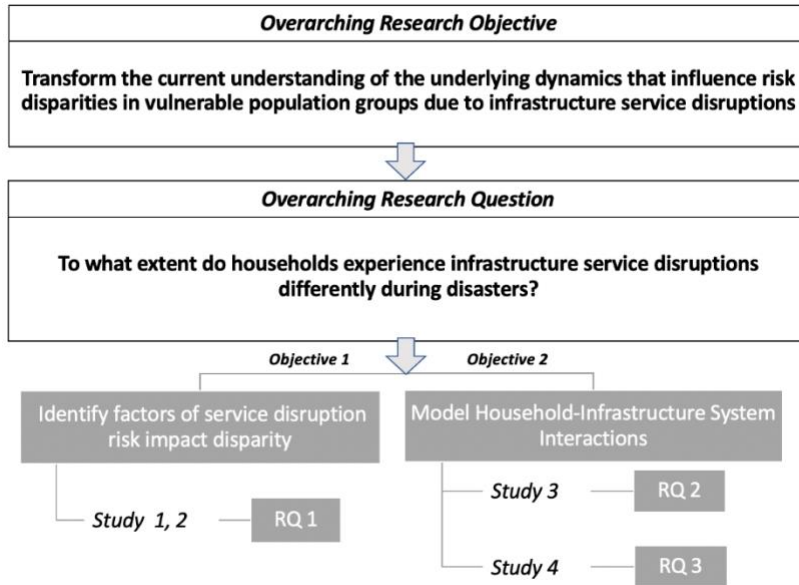 Overarching Research Objective
Transform the current understanding of the underlying dynamics that influence risk
disparities in vulnerable population groups due to infrastructure service disruptions
Overarching Research Question
To what extent do households experience infrastructure service disruptions
differently during disasters?
Objective 1
Objective 2
Identify factors of service disruption
risk impact disparity
Model Household-Infrastructure System
Interactions
Study 1, 2
RQ 1
Study 3
RQ 2
Study 4
RQ 3